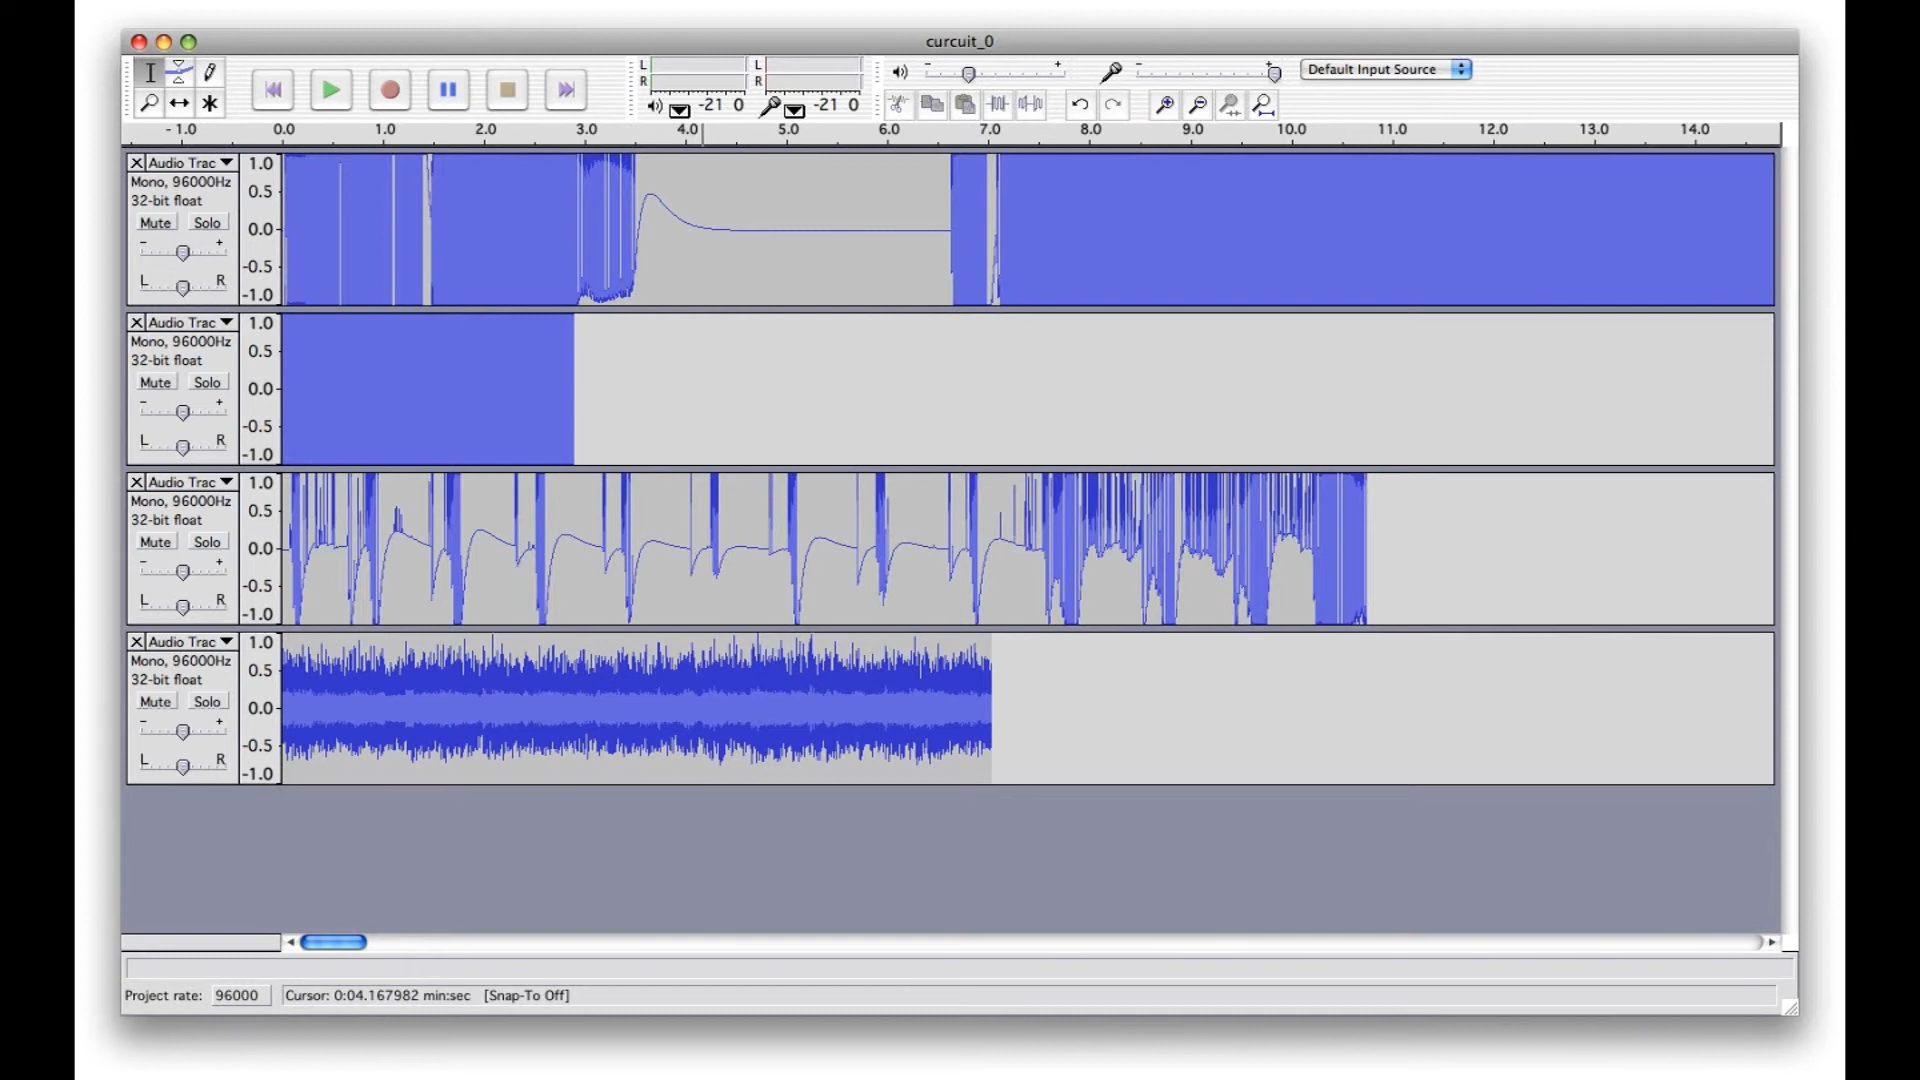 curcuit_0
L
R
-21 0
L
R
-21 0
- +
- +
Default Input Source
- 1.0 0.0 1.0 2.0 3.0 4.0 5.0 6.0 7.0 8.0 9.0 10.0 11.0 12.0 13.0 14.0
X Audio Trac
Mono, 96000Hz
32-bit float
Mute Solo
- +
L R
1.0
0.5
0.0
-0.5
-1.0
X Audio Trac
Mono, 96000Hz
32-bit float
Mute Solo
- +
L R
1.0
0.5
0.0
-0.5
-1.0
X Audio Trac
Mono, 96000Hz
32-bit float
Mute Solo
- +
L R
1.0
0.5
0.0
-0.5
-1.0
X Audio Trac
Mono, 96000Hz
32-bit float
Mute Solo
- +
L R
1.0
0.5
0.0
-0.5
-1.0
Project rate: 96000 Cursor: 0:04.167982 min:sec [Snap-To Off]